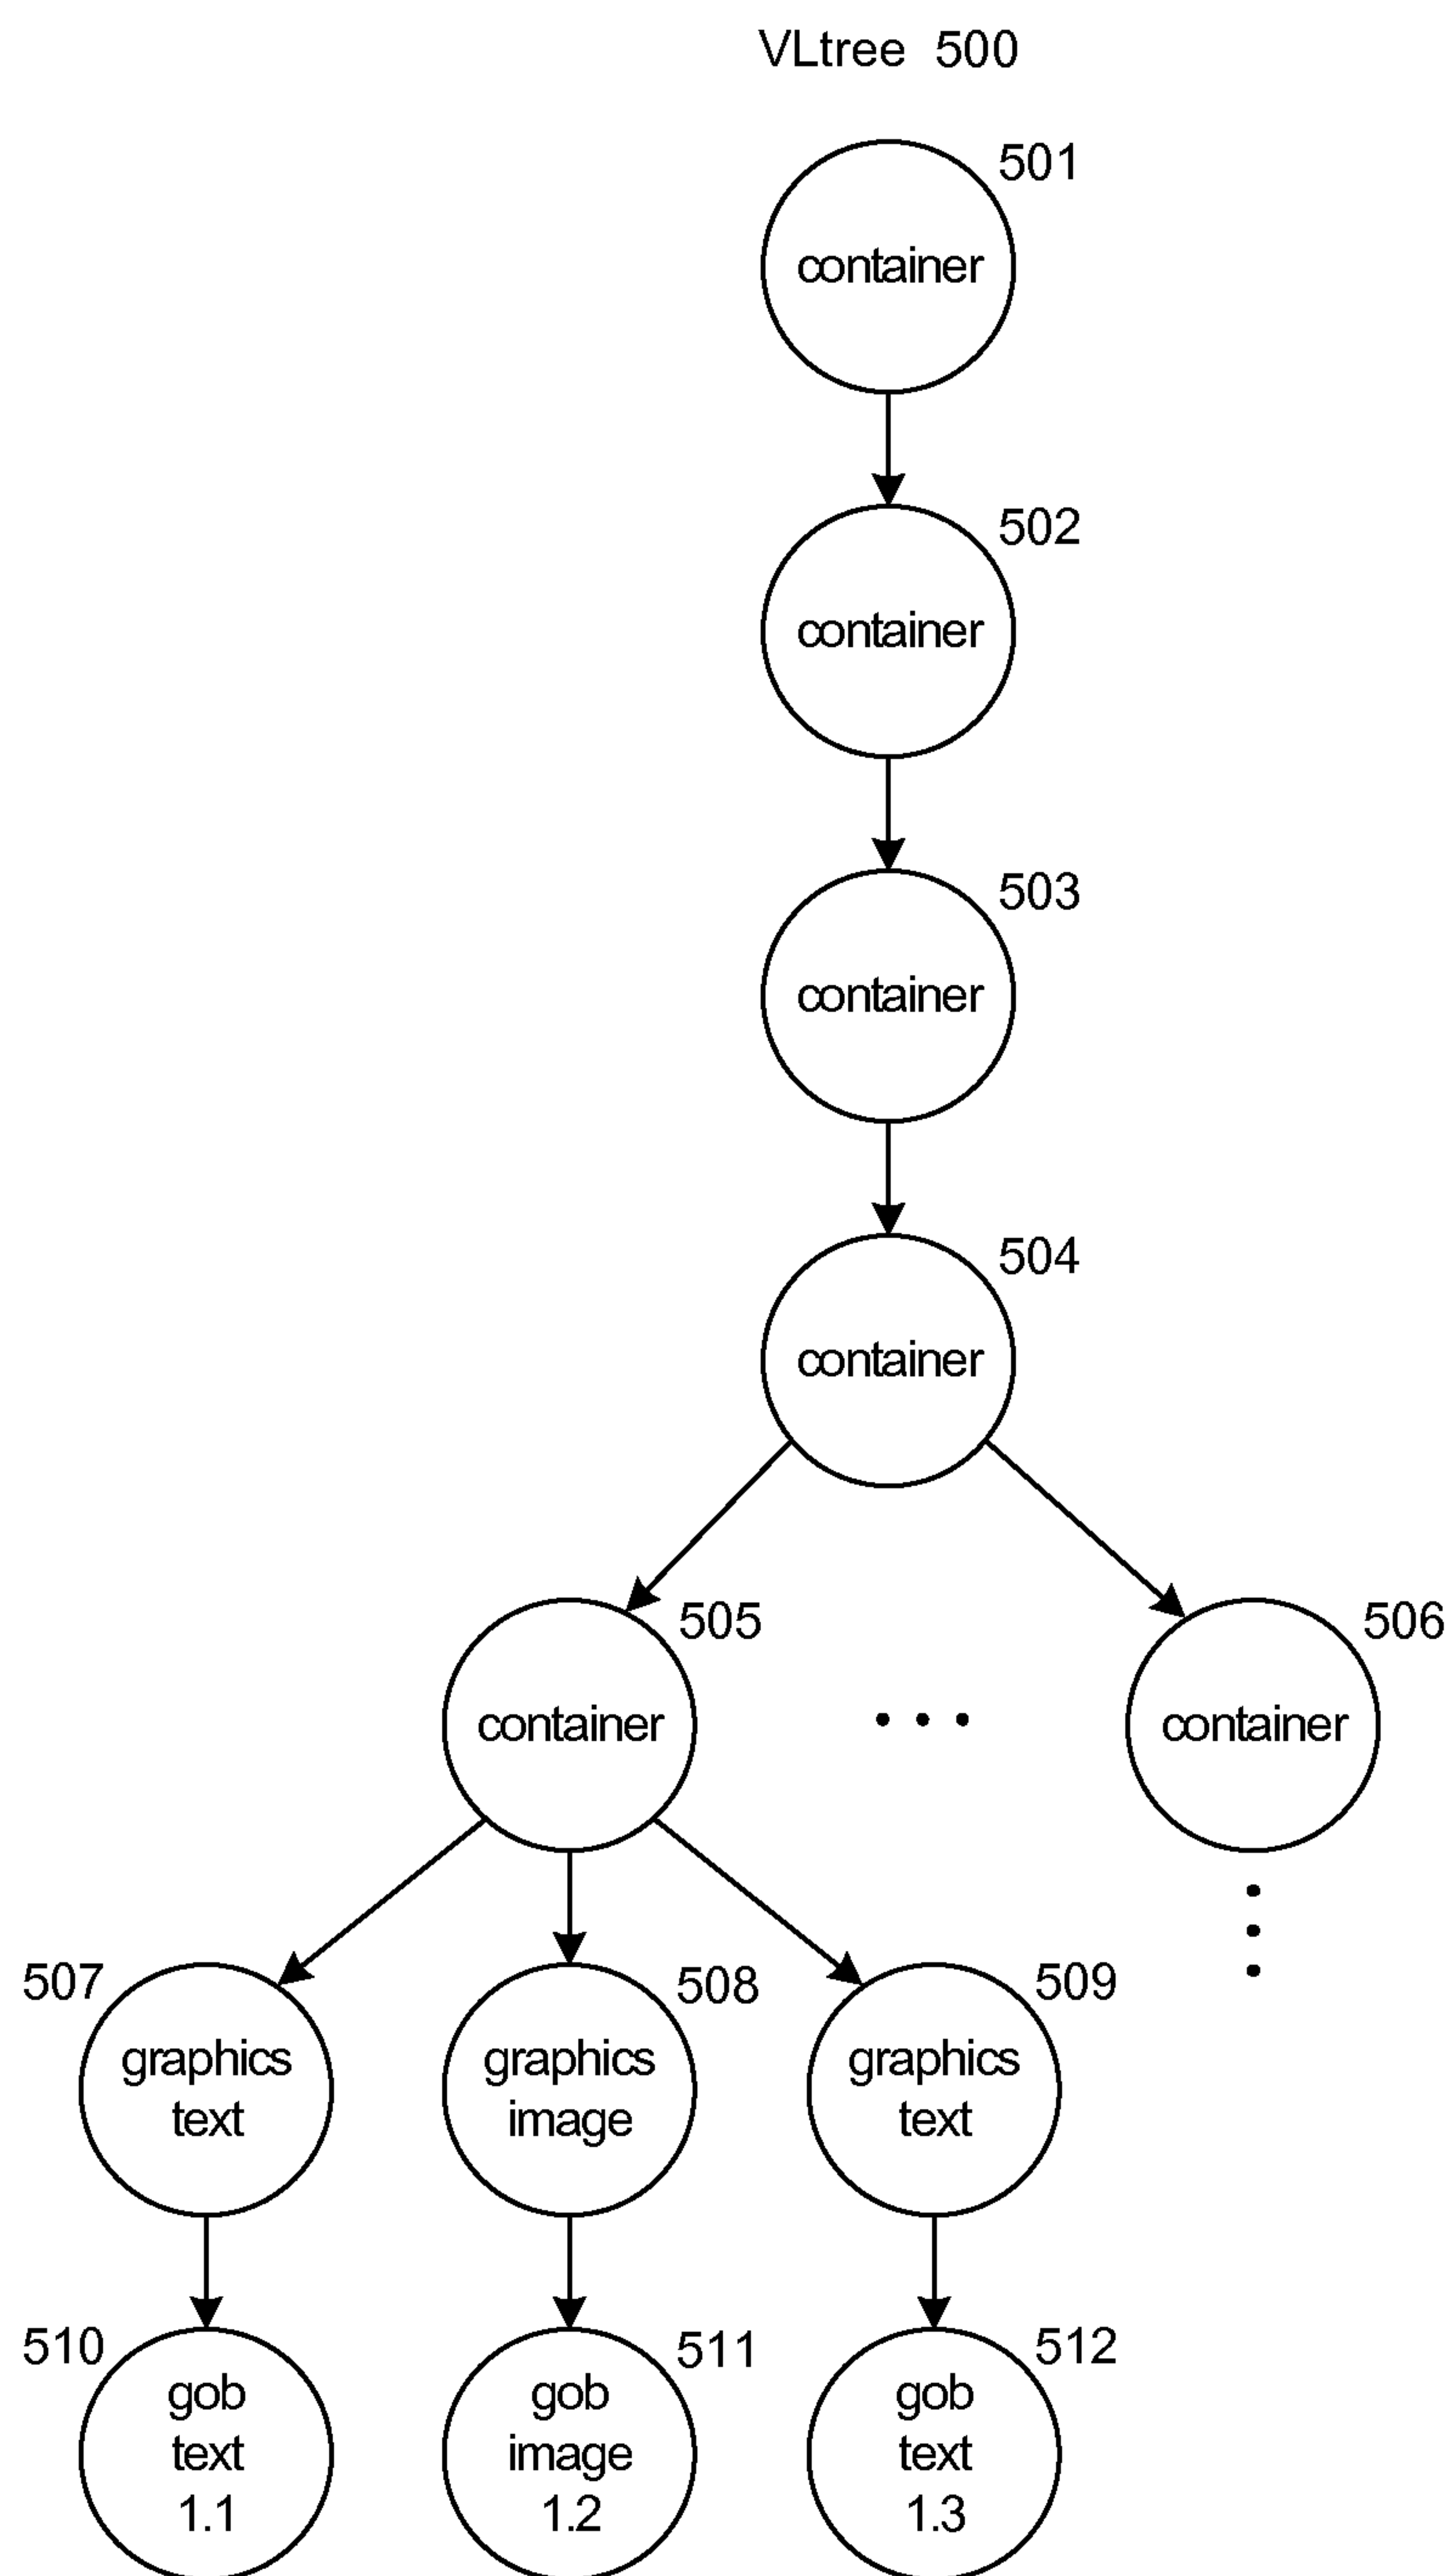 VLtree 500
501
container
502
container
503
container
504
container
505
506
container
container
507
508
509
graphics
text
graphics
image
graphics
text
510
511
512
gob
text
1.1
gob
image
1.2
gob
text
1.3